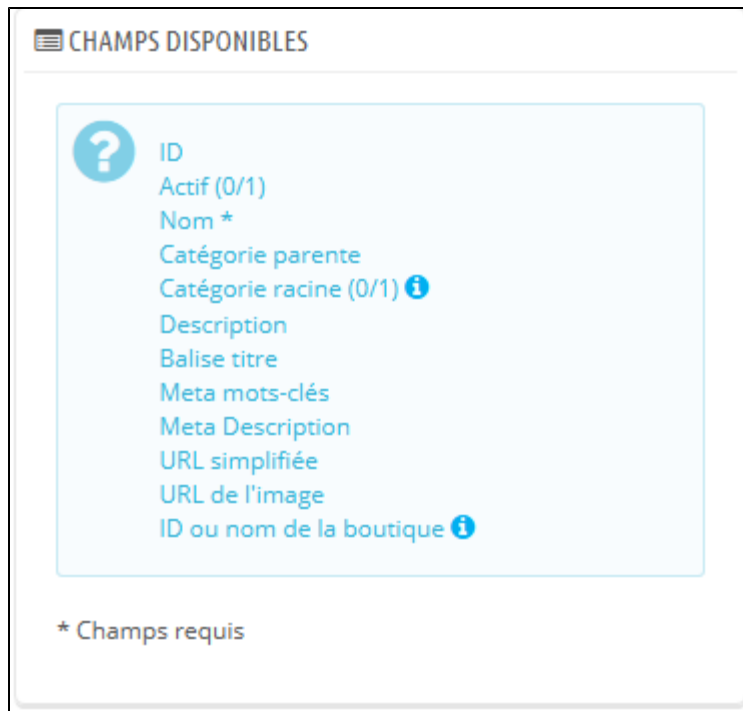 CHAMPS DISPONIBLES
ID
Actif (0/1)
Nom *
Catégorie parente
Catégorie racine (0/1)
Description
Balise titre
Meta mots-clés
Meta Description
URL simplifiée
URL de l'image
ID ou nom de la boutique
* Champs requis